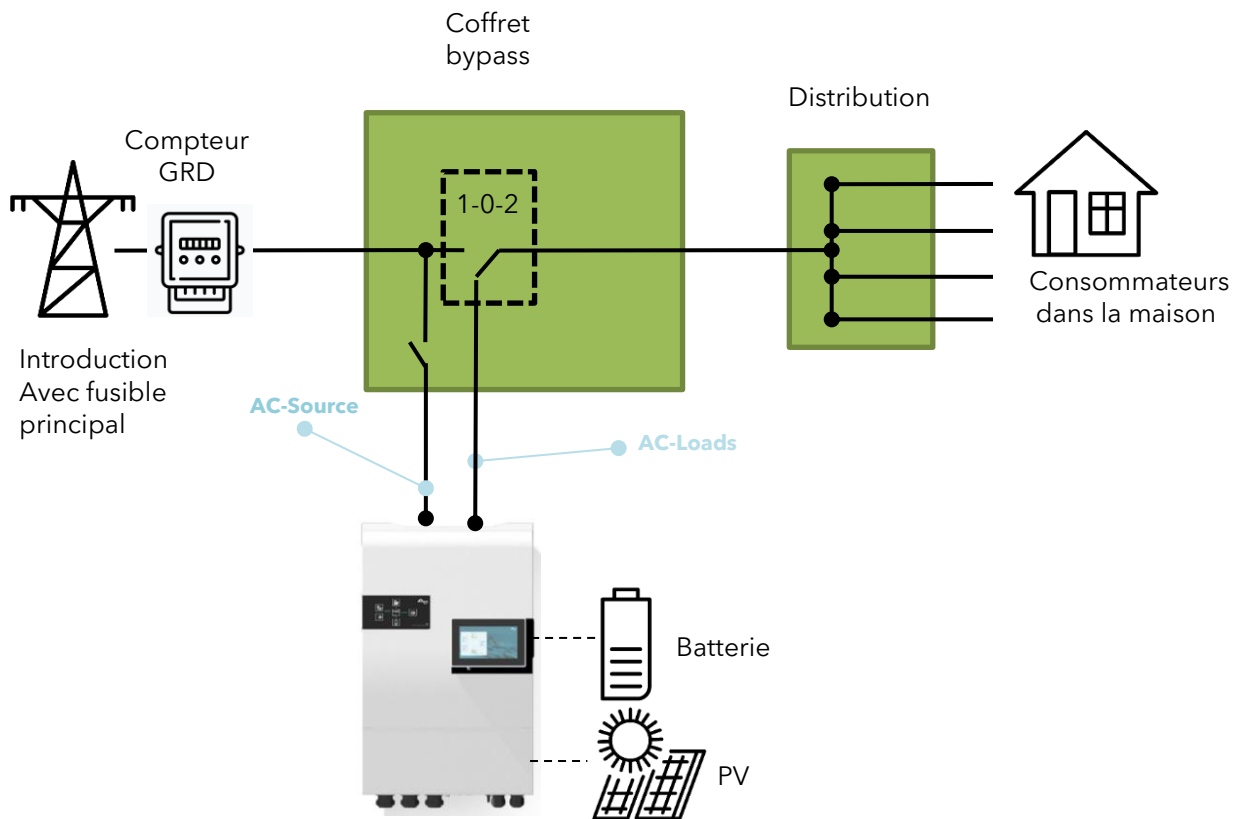 Coffret
bypass
Distribution
Compteur
GRD
1-0-2
Introduction
Avec fusible
principal
Consommateurs
dans la maison
AC-Source
AC-Loads
Batterie
PV